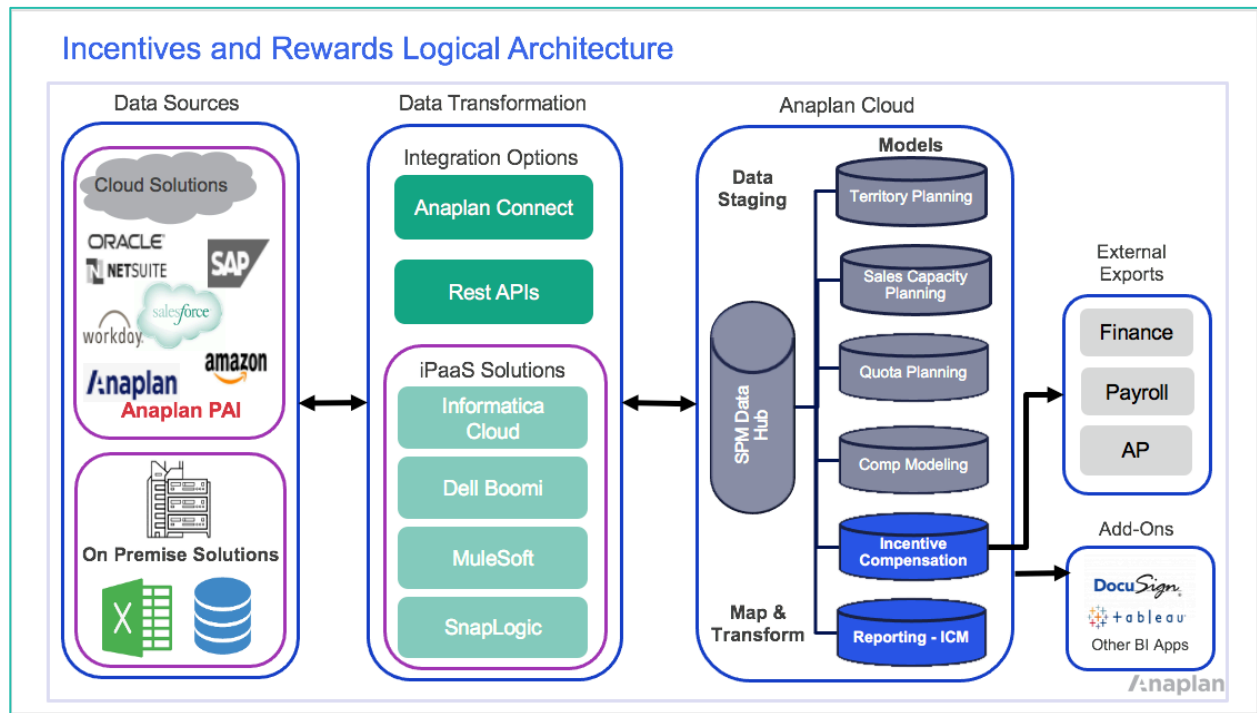 Incentives and Rewards Logical Architecture
Data Sources
Cloud Solutions
ORACLE
NETSUITE
SAP
salesforce
workday.
amazon
Anaplan
Anaplan PAI
On Premise Solutions
X
Data Transformation
Integration Options
Anaplan Connect
Rest APIs
iPaaS Solutions
Informatica
Cloud
Dell Boomi
MuleSoft
SnapLogic
Anaplan Cloud
Models
Data
Staging
SPM Data
Hub
Map &
Transform
Territory Planning
Sales Capacity
Planning
Quota Planning
Comp Modeling
Incentive
Compensation
Reporting - ICM
External
Exports
Finance
Payroll
AP
Add-Ons
DocuSign
tableau
Other BI Apps
Anaplan